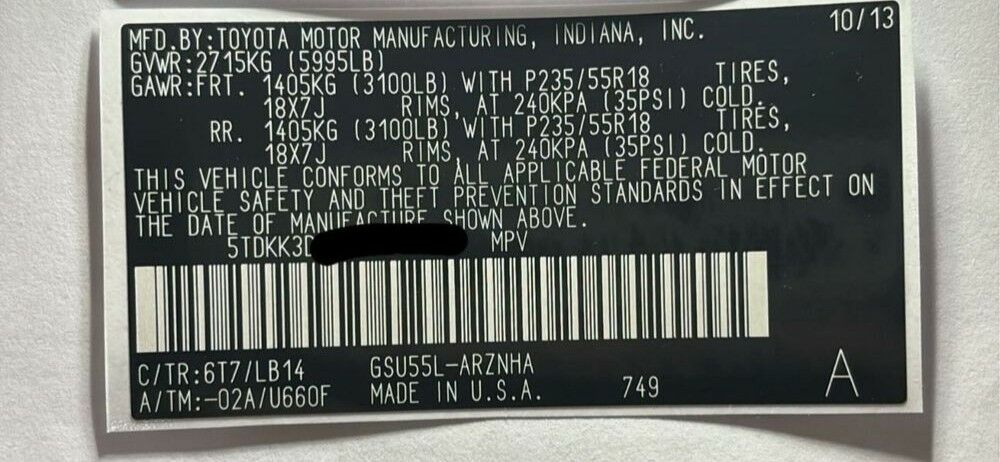 10/13
MFD.BY:TOYOTA MOTOR MANUFACTURING, INDIANA, INC.
GVWR:2715KG (5995LB)
GAWR:FRT. 1405KG (3100LB) WITH P235/55R18 TIRES,
18X7J RIMS, AT 240KPA (35PSI) COLD.
RR. 1405KG (3100LB) WITH P235/55R18 TIRES,
18X7J RIMS, AT 240KPA (35PSI) COLD.
THIS VEHICLE CONFORMS TO ALL APPLICABLE FEDERAL MOTOR
VEHICLE SAFETY AND THEFT PREVENTION STANDARDS IN EFFECT ON
THE DATE OF MANUFACTURE SHOWN ABOVE.
5TDKK3D MPV
C/TR:6T7/LB14 GSU55L-ARZNHA
A/TM:-02A/U660F MADE IN U.S.A. 749 A